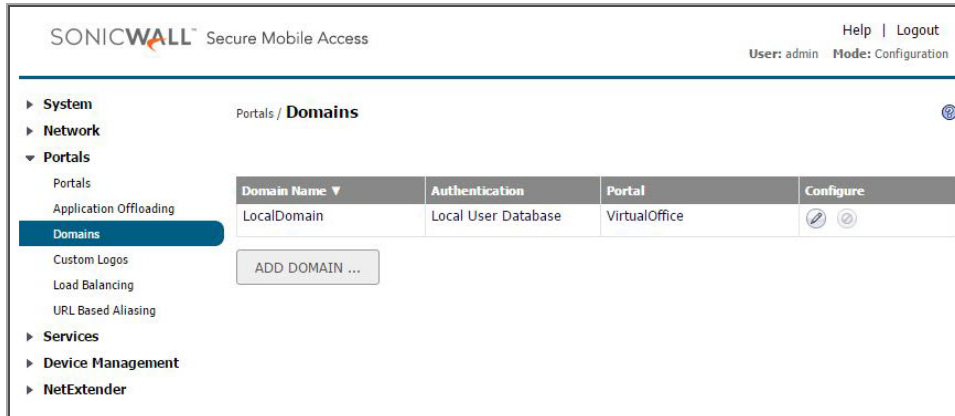 SONICWALL™ Secure Mobile Access
Help | Logout
User: admin Mode: Configuration
System
Network
Portals
Portals
Application Offloading
Domains
Custom Logos
Load Balancing
URL Based Aliasing
Services
Device Management
NetExtender
Portals / Domains
Domain Name ▼ Authentication Portal Configure
LocalDomain Local User Database VirtualOffice
ADD DOMAIN ...